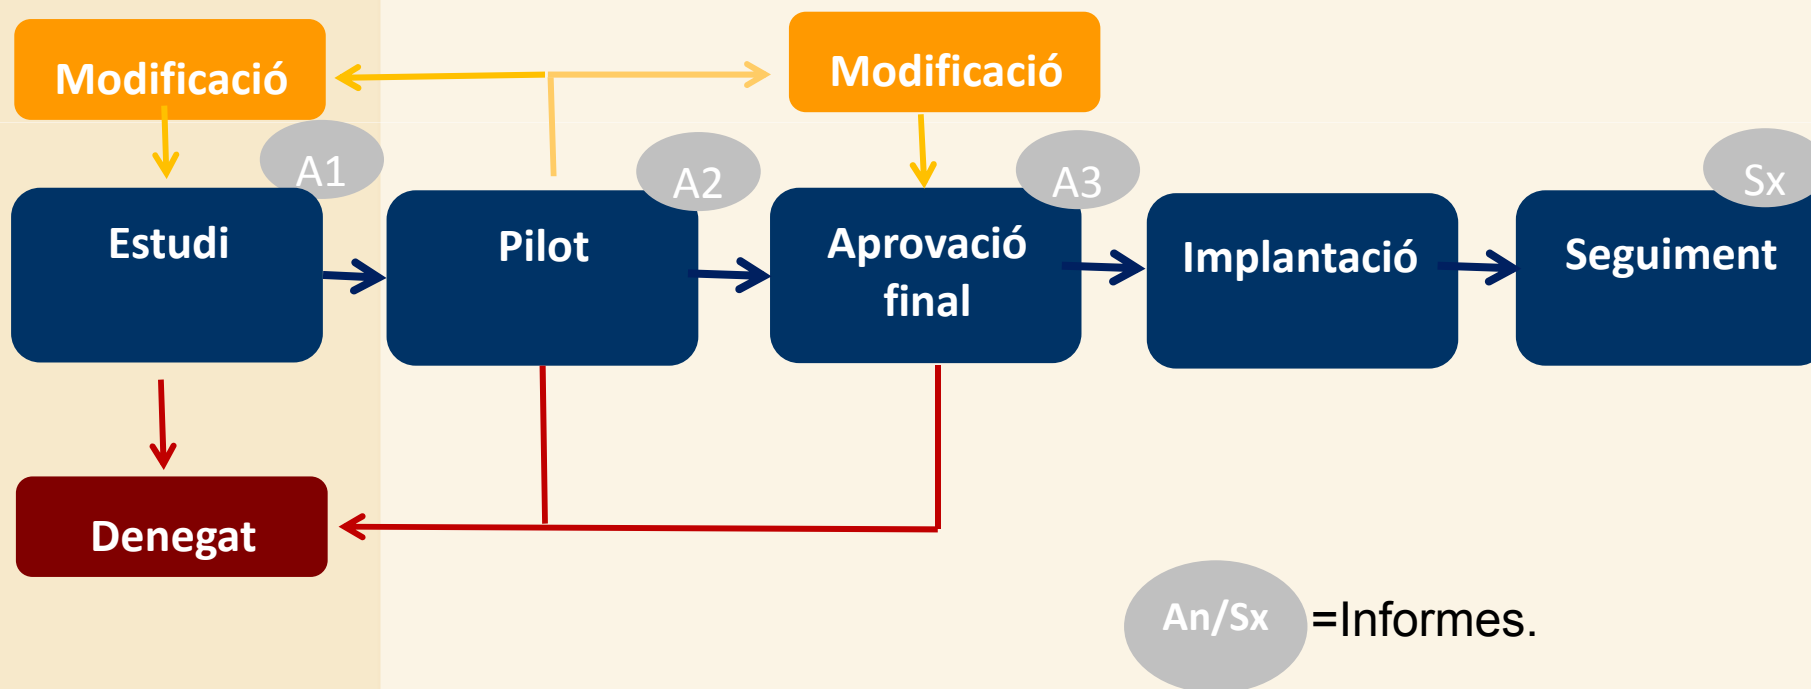 Modificació
Modificació
A1
A2
A3
Sx
Estudi
Pilot
Aprovació
final
Implantació
Seguiment
Denegat
An/Sx =Informes.